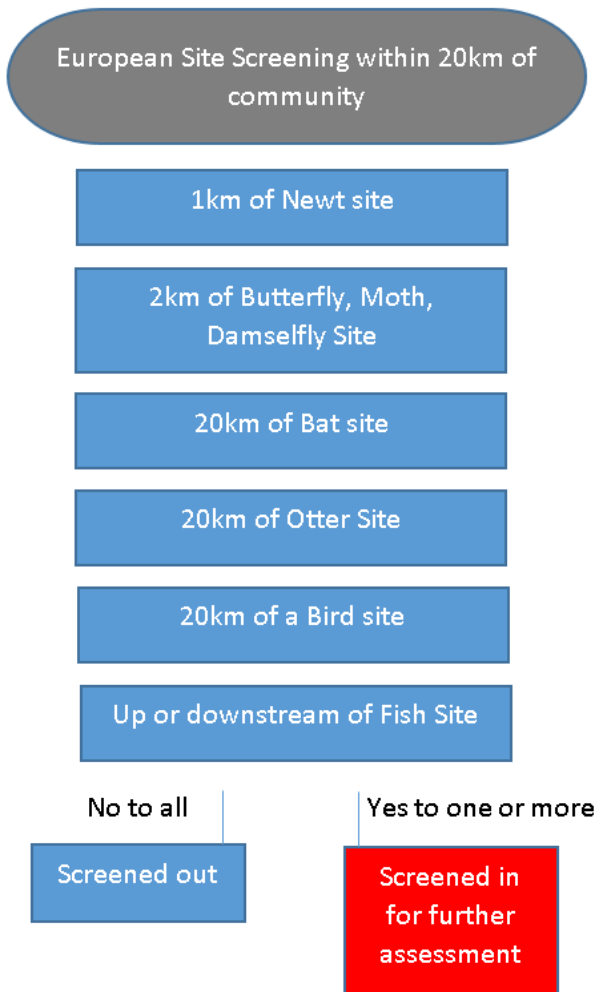 European Site Screening within 20km of
community
1km of Newt site
2km of Butterfly, Moth,
Damselfly Site
20km of Bat site
20km of Otter Site
20km of a Bird site
Up or downstream of Fish Site
No to all
Yes to one or more
Screened out
Screened in
for further
assessment